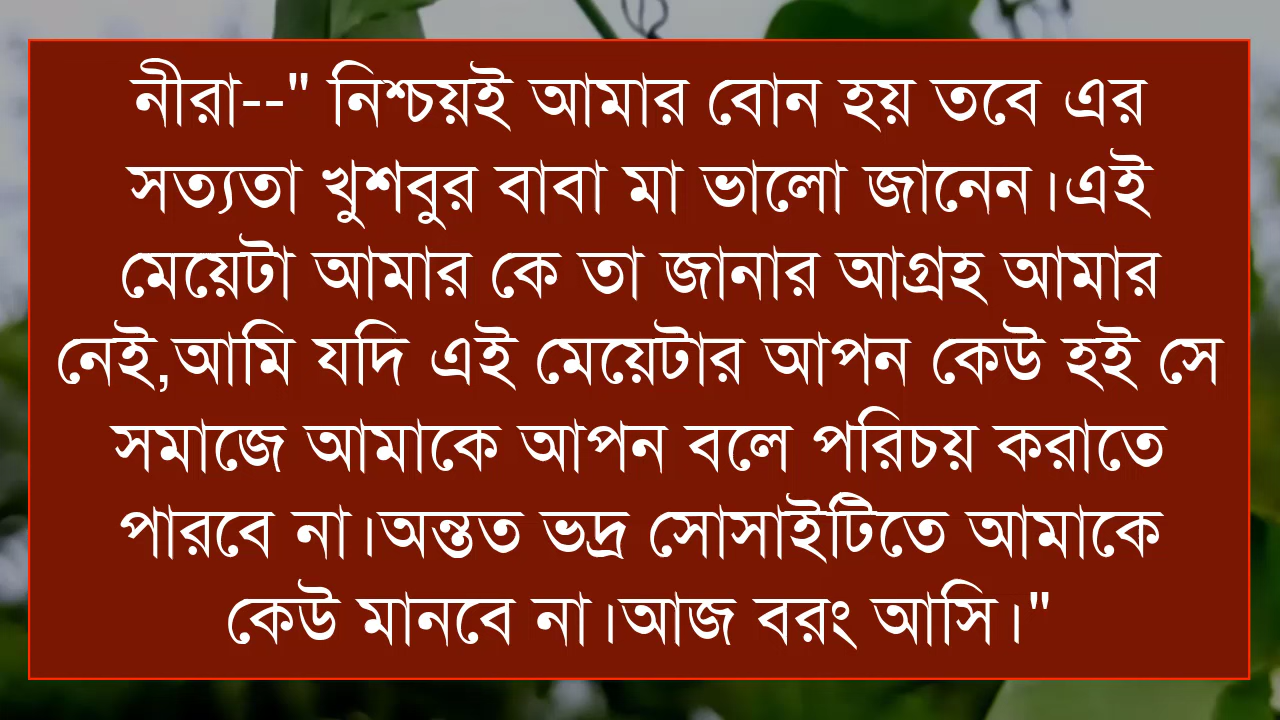 নীরা--" নিশ্চয়ই আমার বোন হয় তবে এর
সত্যতা খুশবুর বাবা মা ভালো জানেন।এই
মেয়েটা আমার কে তা জানার আগ্রহ আমার
নেই,আমি যদি এই মেয়েটার আপন কেউ হই সে
সমাজে আমাকে আপন বলে পরিচয় করাতে
পারবে না।অন্তত ভদ্র সোসাইটিতে আমাকে
কেউ মানবে না।আজ বরং আসি।"